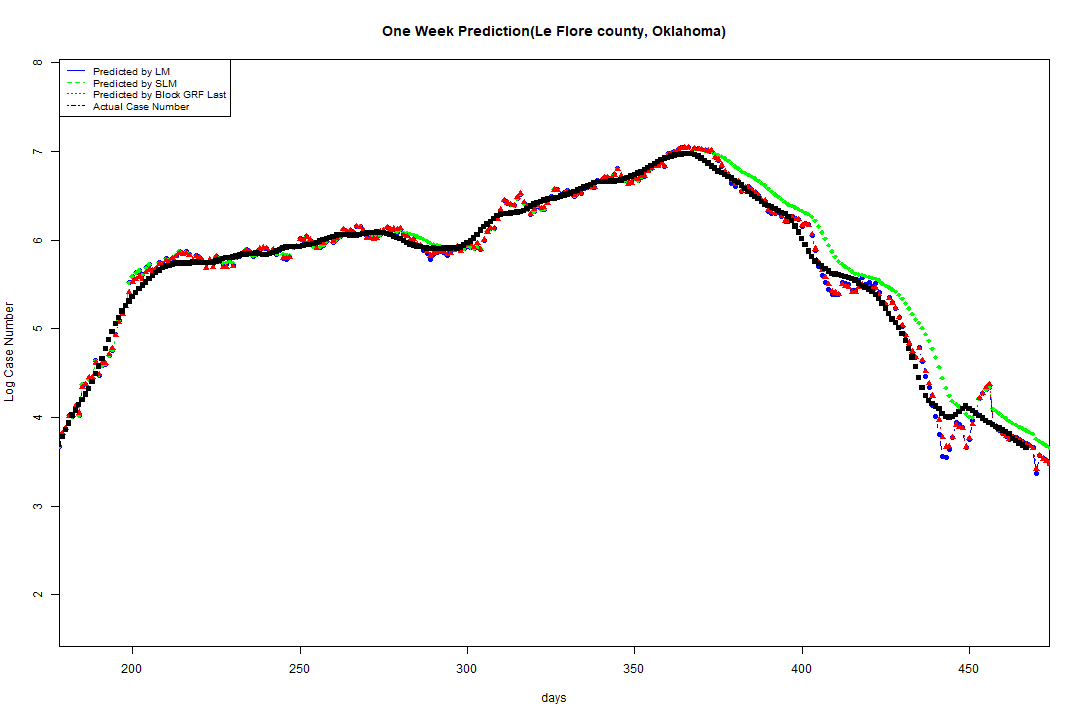 One Week Prediction(Le Flore county, Oklahoma)
Predicted by LM
Predicted by SLM
Predicted by Block GRF Last
Actual Case Number
8
7
6
5
4
3
2
Log Case Number
200 250 300 350 400 450
days